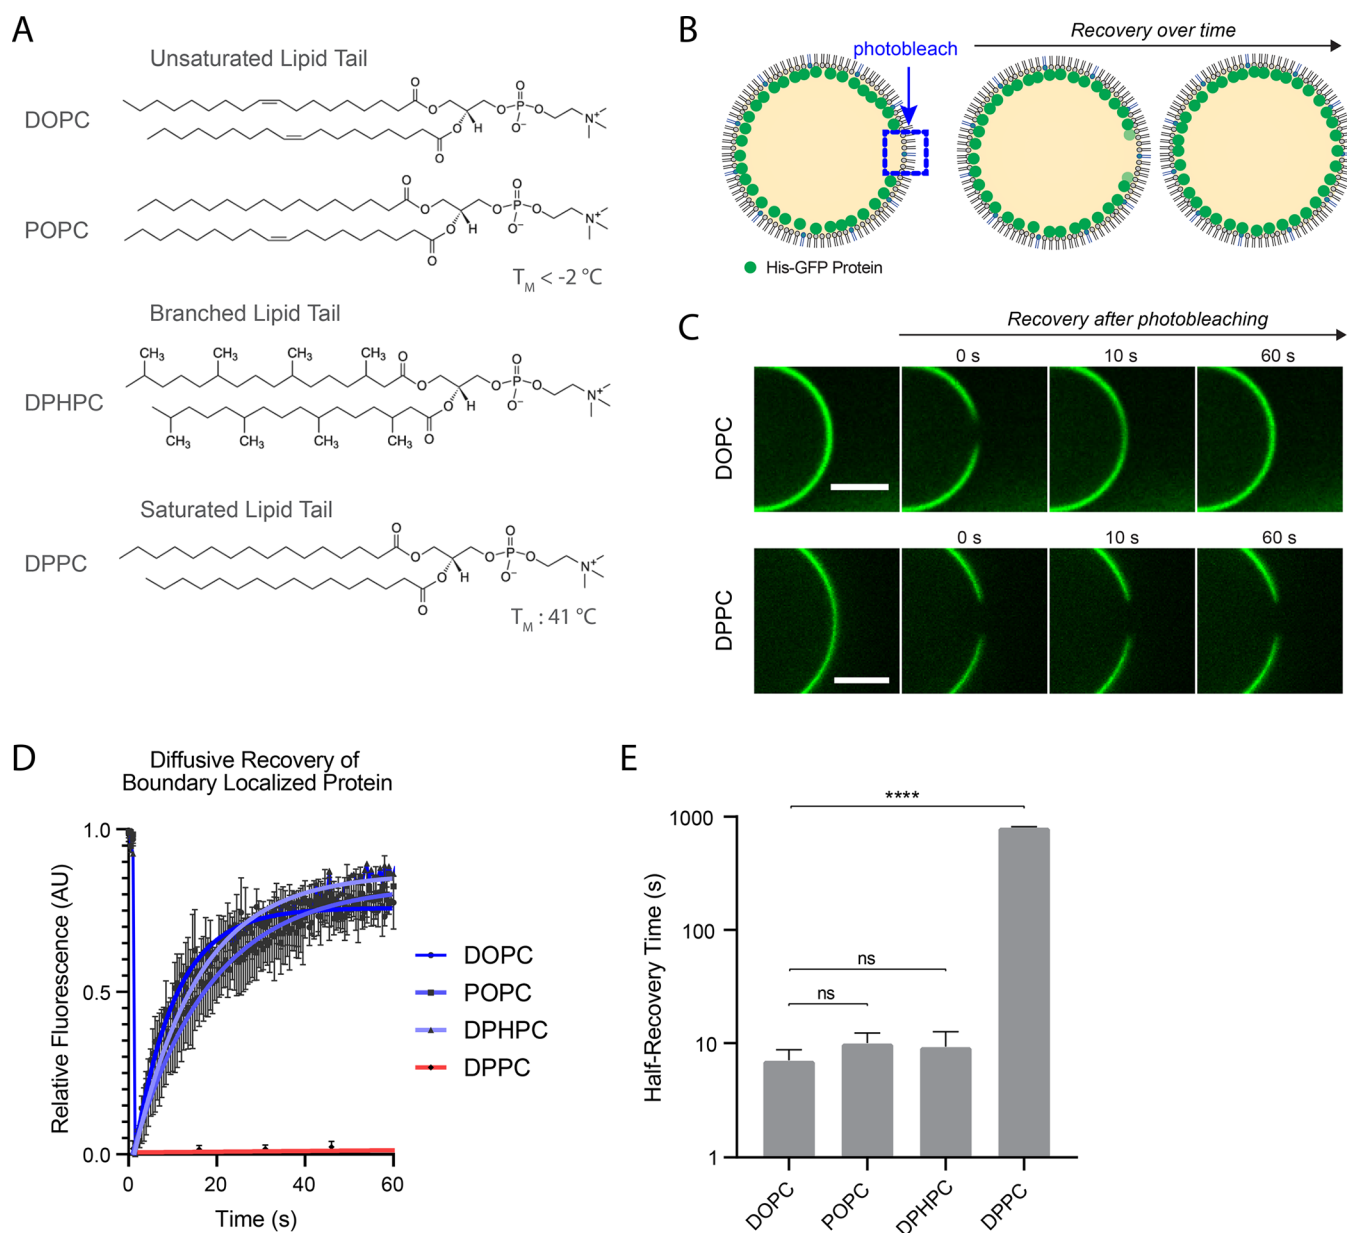 A
Unsaturated Lipid Tail
DOPC
O
O
O
H
O
O
P
O⁻
O
N⁺
POPC
O
O
O
H
O
O
P
O⁻
O
N⁺
T_M < -2 °C
Branched Lipid Tail
DPHPC
CH₃ CH₃ CH₃ CH₃
O
O
O
H
O
O
P
O⁻
O
N⁺
CH₃ CH₃ CH₃ CH₃
Saturated Lipid Tail
DPPC
O
O
O
H
O
O
P
O⁻
O
N⁺
T_M : 41 °C
B
photobleach
Recovery over time
His-GFP Protein
C
Recovery after photobleaching
0 s 10 s 60 s
DOPC
0 s 10 s 60 s
DPPC
D
Diffusive Recovery of
Boundary Localized Protein
Relative Fluorescence (AU)
1.0
0.5
0.0
0 20 40 60
Time (s)
DOPC
POPC
DPHPC
DPPC
E
Half-Recovery Time (s)
1000
100
10
1
****
ns
ns
DOPC
POPC
DPHPC
DPPC